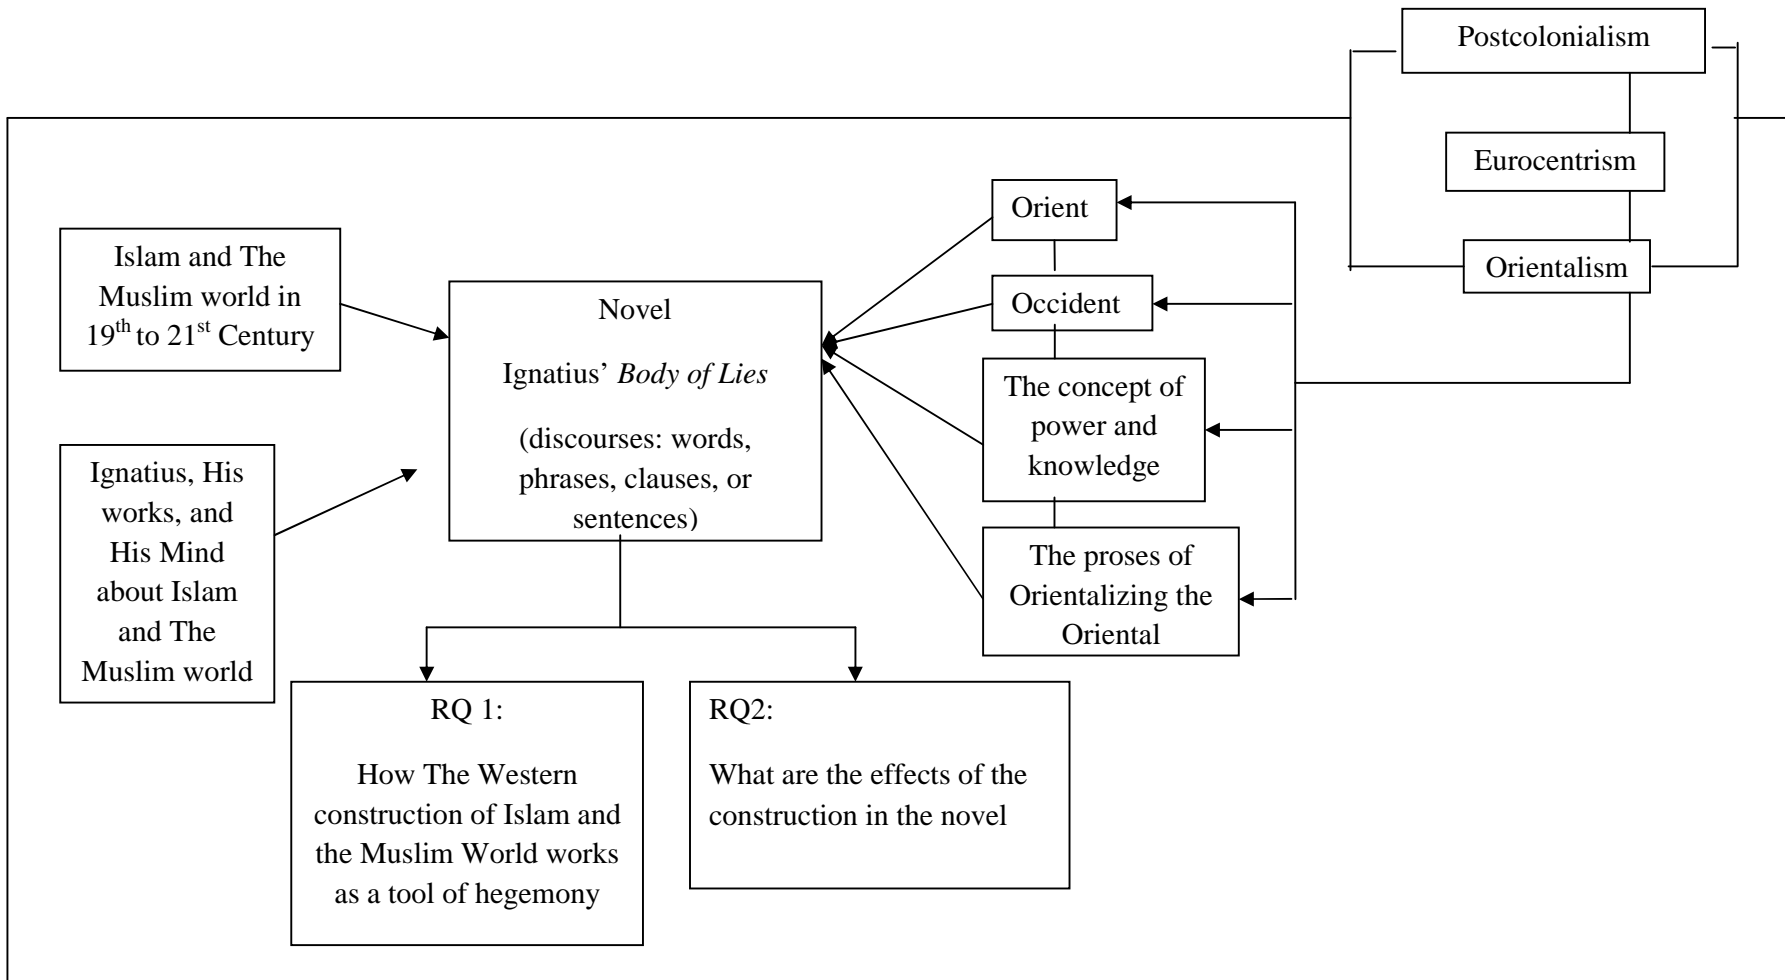 Postcolonialism
Eurocentrism
Orientalism
Orient
Occident
The concept of
power and
knowledge
The proses of
Orientalizing the
Oriental
Islam and The
Muslim world in
19th to 21st Century
Ignatius, His
works, and
His Mind
about Islam
and The
Muslim world
Novel
Ignatius’ Body of Lies
(discourses: words,
phrases, clauses, or
sentences)
RQ 1:
How The Western
construction of Islam and
the Muslim World works
as a tool of hegemony
RQ2:
What are the effects of the
construction in the novel